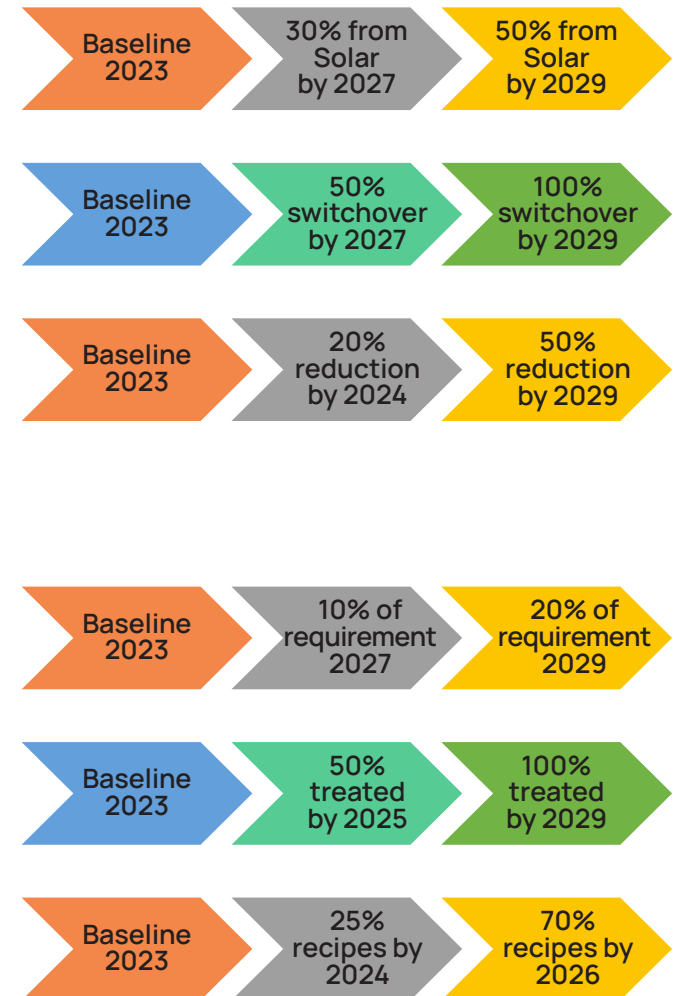 Baseline
2023
30% from
Solar
by 2027
50% from
Solar
by 2029
Baseline
2023
50%
switchover
by 2027
100%
switchover
by 2029
Baseline
2023
20%
reduction
by 2024
50%
reduction
by 2029
Baseline
2023
10% of
requirement
2027
20% of
requirement
2029
Baseline
2023
50%
treated
by 2025
100%
treated
by 2029
Baseline
2023
25%
recipes by
2024
70%
recipes by
2026